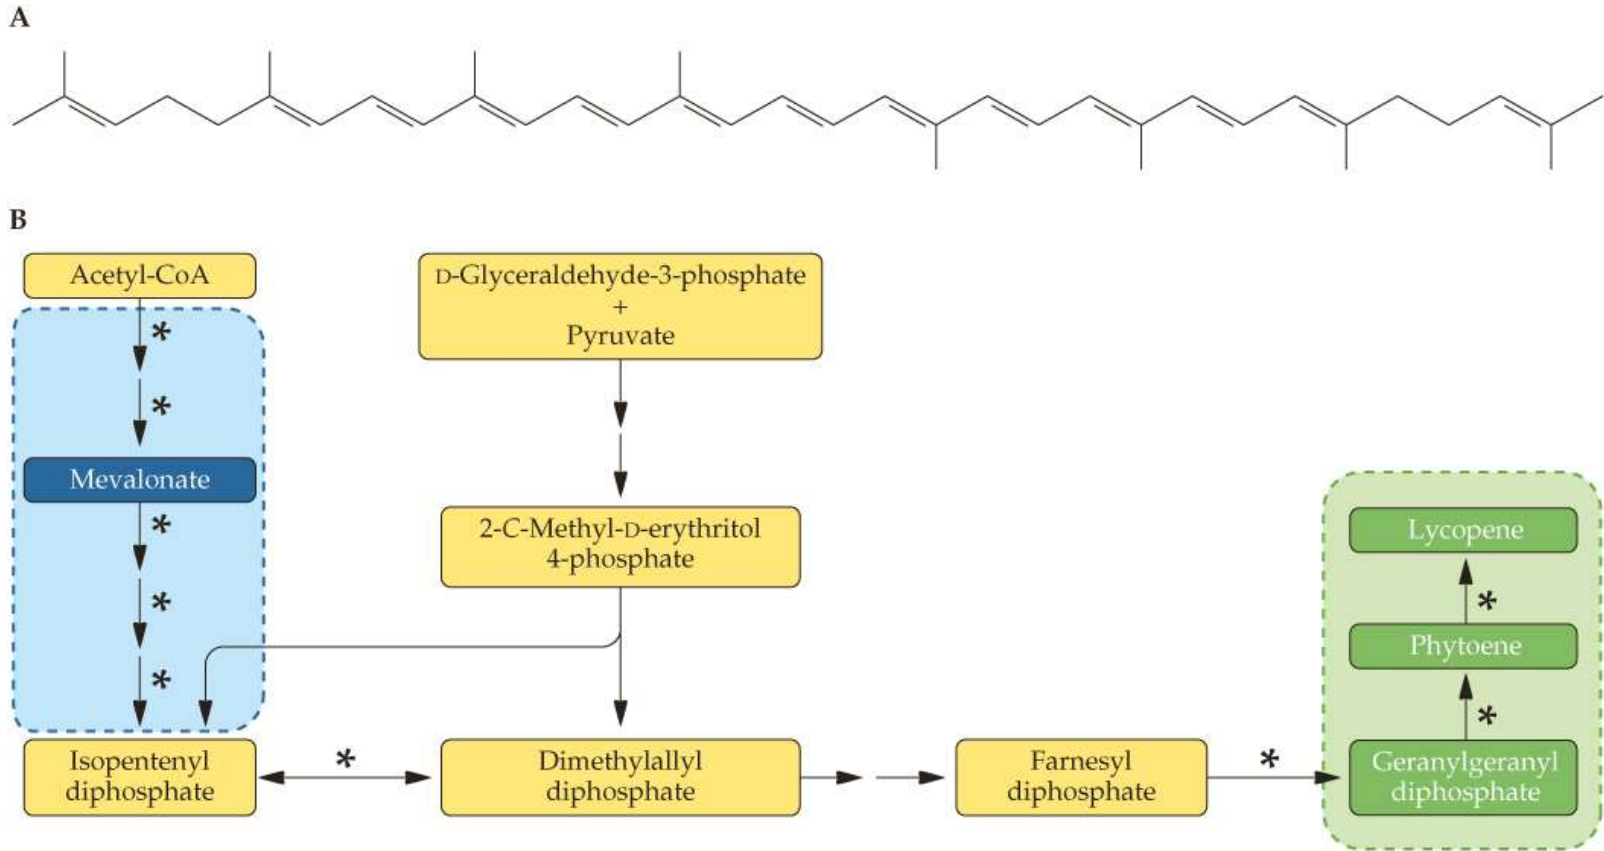 A
B
Acetyl-CoA
D-Glyceraldehyde-3-phosphate
+
Pyruvate
*
*
Mevalonate
*
2-C-Methyl-D-erythritol
4-phosphate
Lycopene
*
*
Phytoene
*
*
Isopentenyl
diphosphate
*
Dimethylallyl
diphosphate
Farnesyl
diphosphate
*
Geranylgeranyl
diphosphate